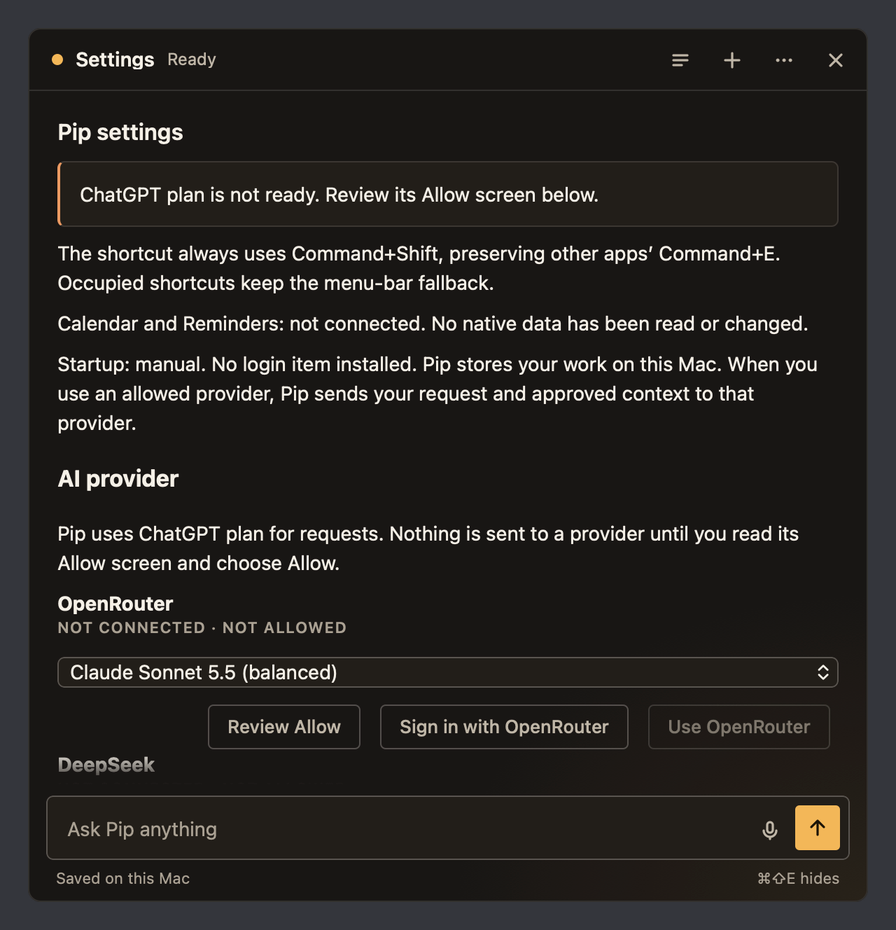 Settings Ready
Pip settings
ChatGPT plan is not ready. Review its Allow screen below.
The shortcut always uses Command+Shift, preserving other apps’ Command+E.
Occupied shortcuts keep the menu-bar fallback.
Calendar and Reminders: not connected. No native data has been read or changed.
Startup: manual. No login item installed. Pip stores your work on this Mac. When you
use an allowed provider, Pip sends your request and approved context to that
provider.
AI provider
Pip uses ChatGPT plan for requests. Nothing is sent to a provider until you read its
Allow screen and choose Allow.
OpenRouter
NOT CONNECTED · NOT ALLOWED
Claude Sonnet 5.5 (balanced)
Review Allow Sign in with OpenRouter Use OpenRouter
DeepSeek
Ask Pip anything
Saved on this Mac ⌘⇧E hides